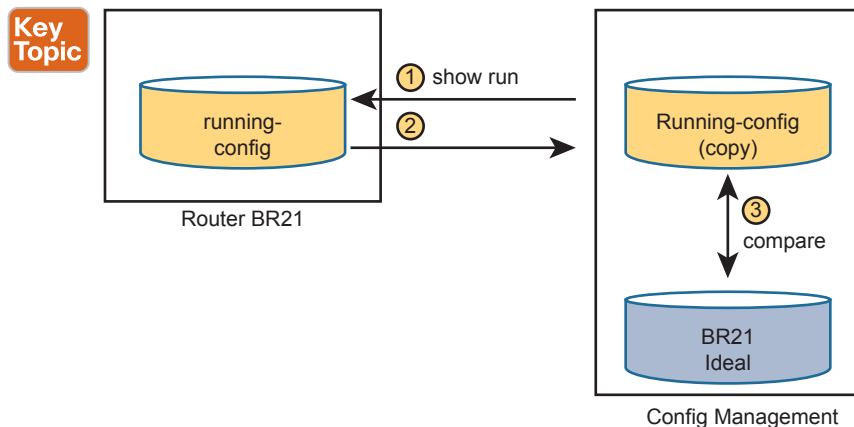 Key
Topic
1 show run
running-
config
2
Running-config
(copy)
Router BR21
3
compare
BR21
Ideal
Config Management